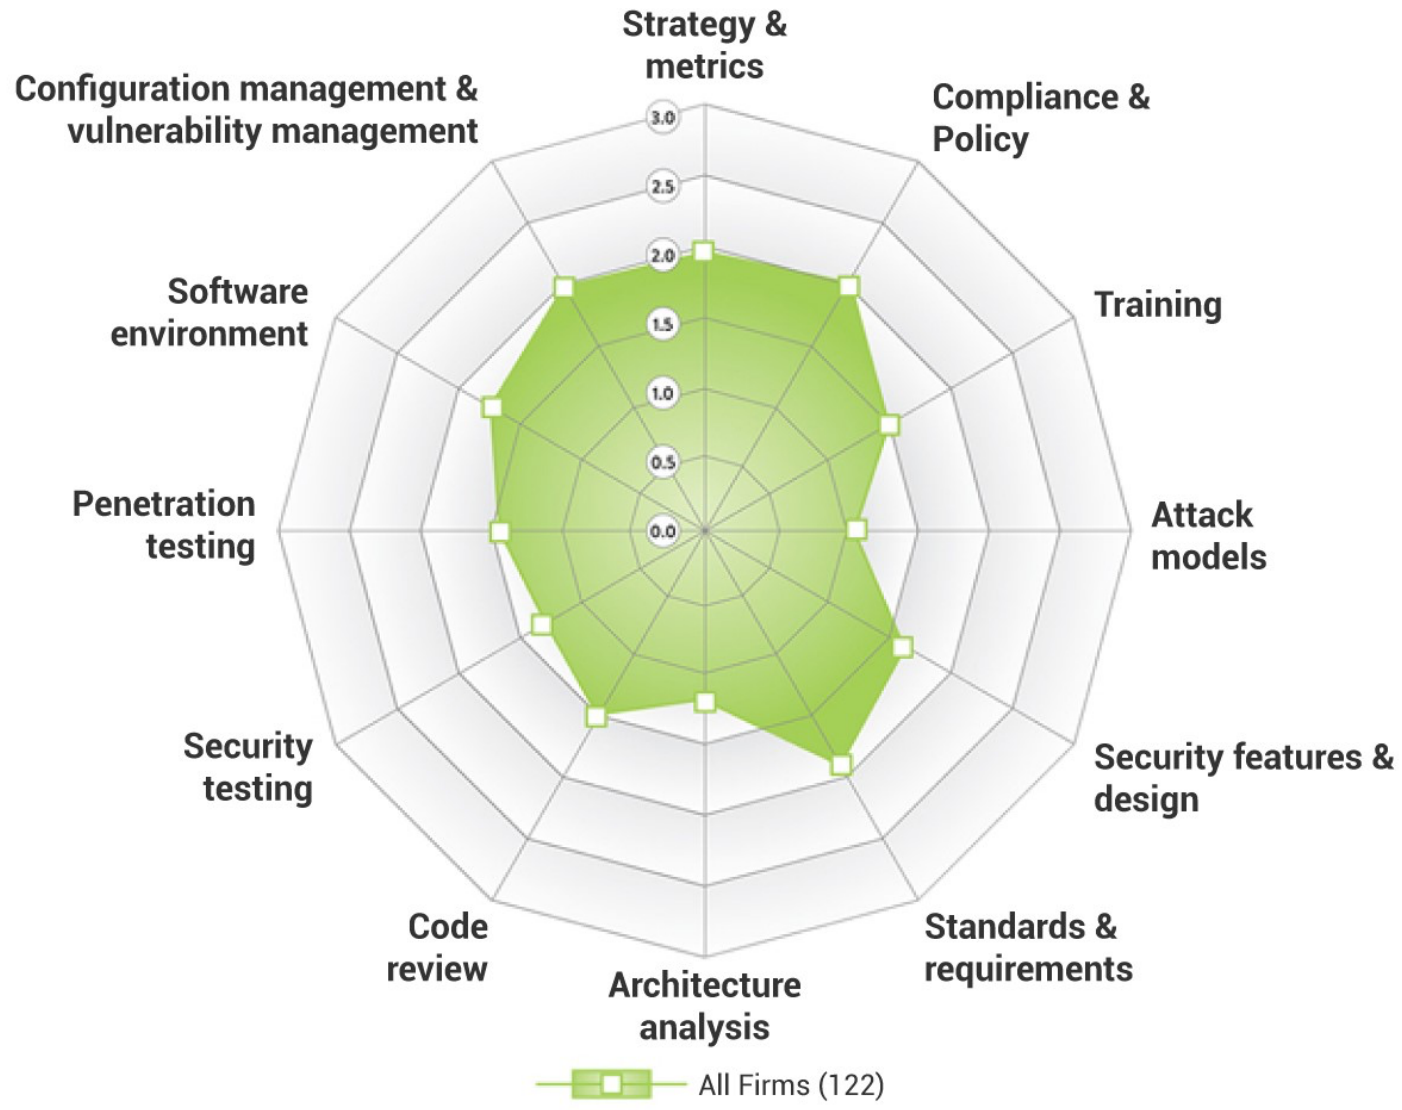 Strategy &
metrics
Compliance &
Policy
Training
Attack
models
Security features &
design
Standards &
requirements
Architecture
analysis
Code
review
Security
testing
Penetration
testing
Software
environment
Configuration management &
vulnerability management
3.0
2.5
2.0
1.5
1.0
0.5
0.0
All Firms (122)